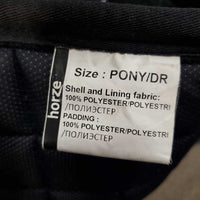 horze
Size : PONY/DR
Shell and Lining fabric:
100% POLYESTER/POLYESTRI
/ПОЛИЭСТЕР
PADDING :
100% POLYESTER/POLYESTRI
/ПОЛИЭСТЕР